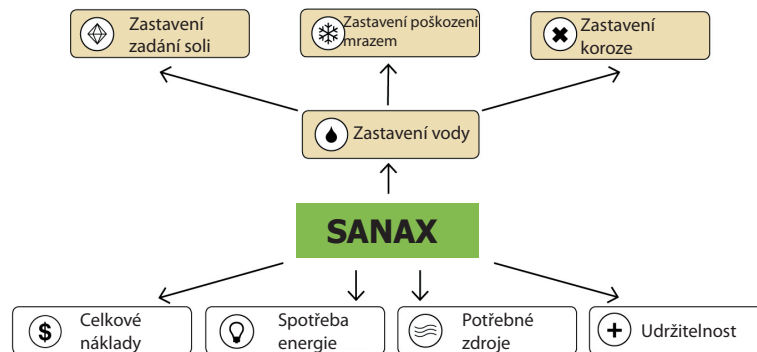 Zastavení
zadání soli
Zastavení poškození
mrazem
Zastavení
koroze
Zastavení vody
SANAX
$ Celkové
náklady
Spotřeba
energie
Potřebné
zdroje
Udržitelnost